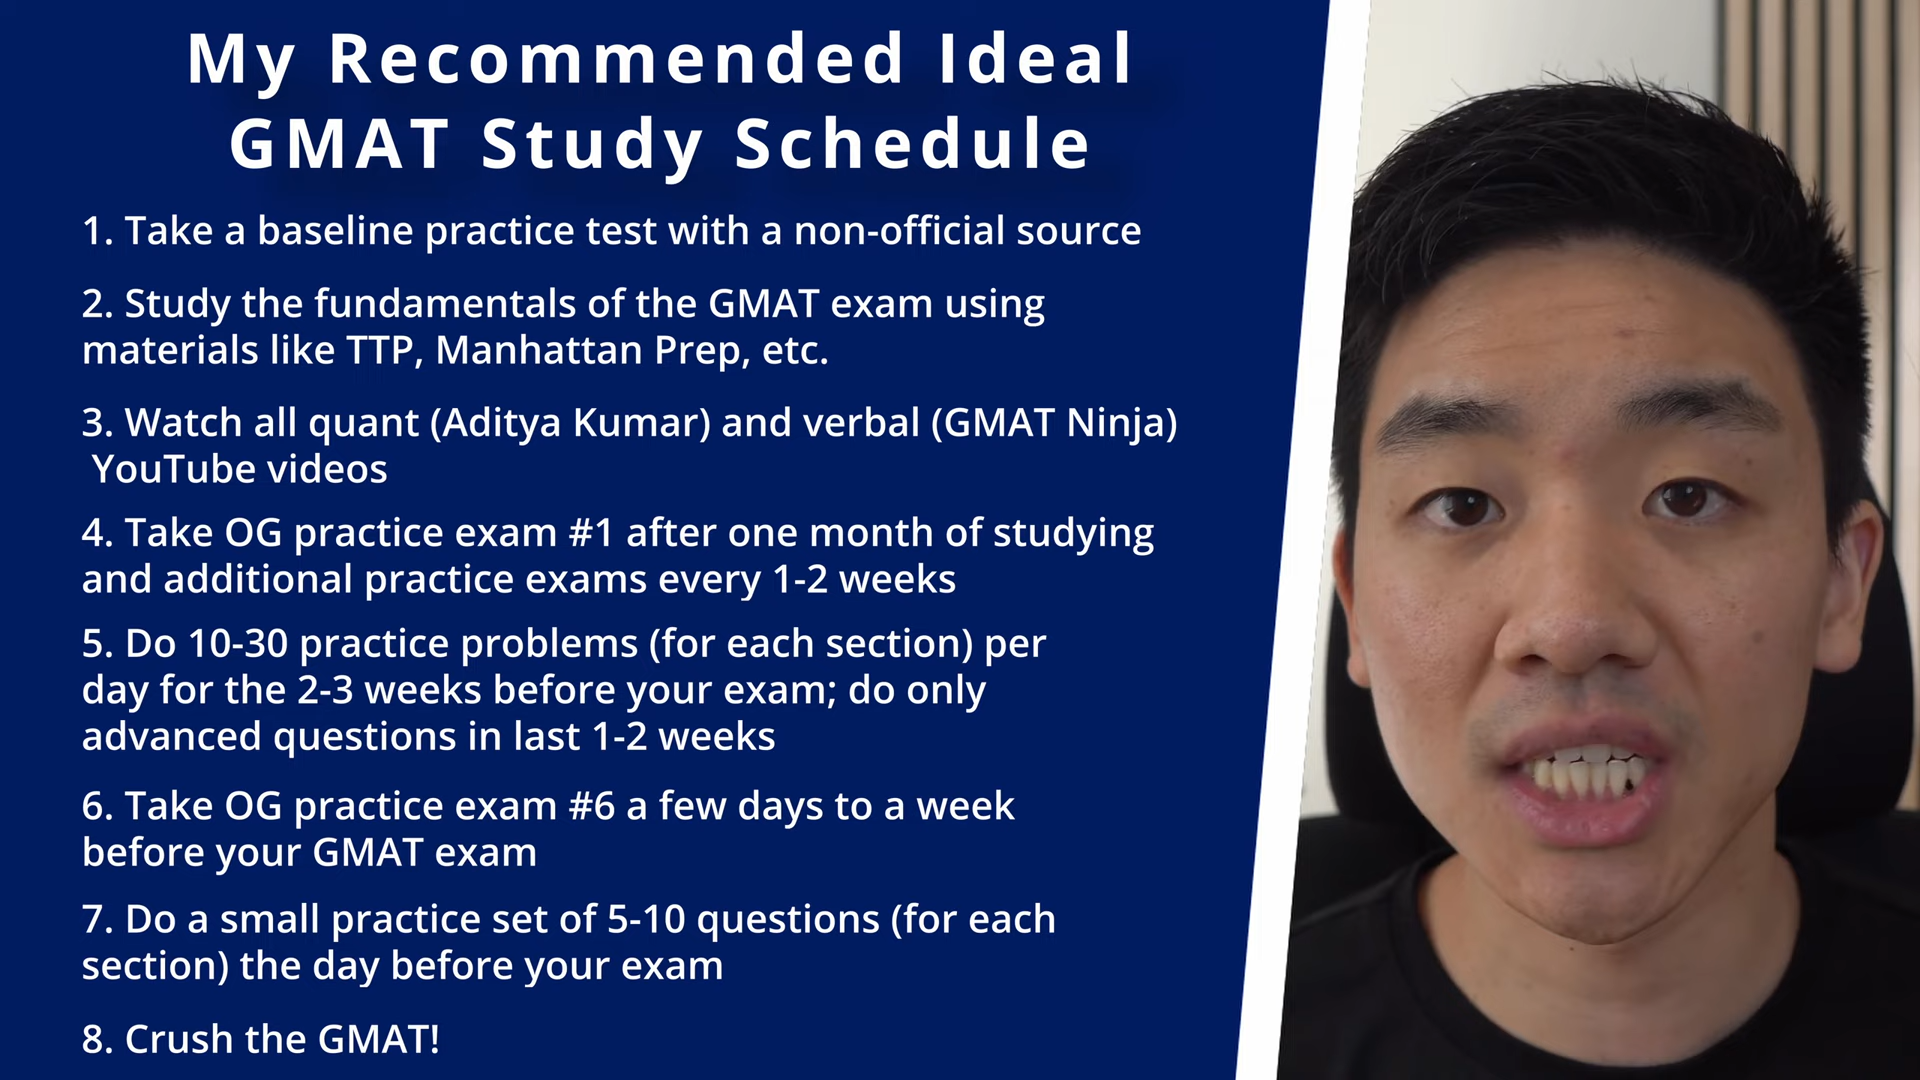 My Recommended Ideal
GMAT Study Schedule
1. Take a baseline practice test with a non-official source
2. Study the fundamentals of the GMAT exam using
materials like TTP, Manhattan Prep, etc.
3. Watch all quant (Aditya Kumar) and verbal (GMAT Ninja)
YouTube videos
4. Take OG practice exam #1 after one month of studying
and additional practice exams every 1-2 weeks
5. Do 10-30 practice problems (for each section) per
day for the 2-3 weeks before your exam; do only
advanced questions in last 1-2 weeks
6. Take OG practice exam #6 a few days to a week
before your GMAT exam
7. Do a small practice set of 5-10 questions (for each
section) the day before your exam
8. Crush the GMAT!